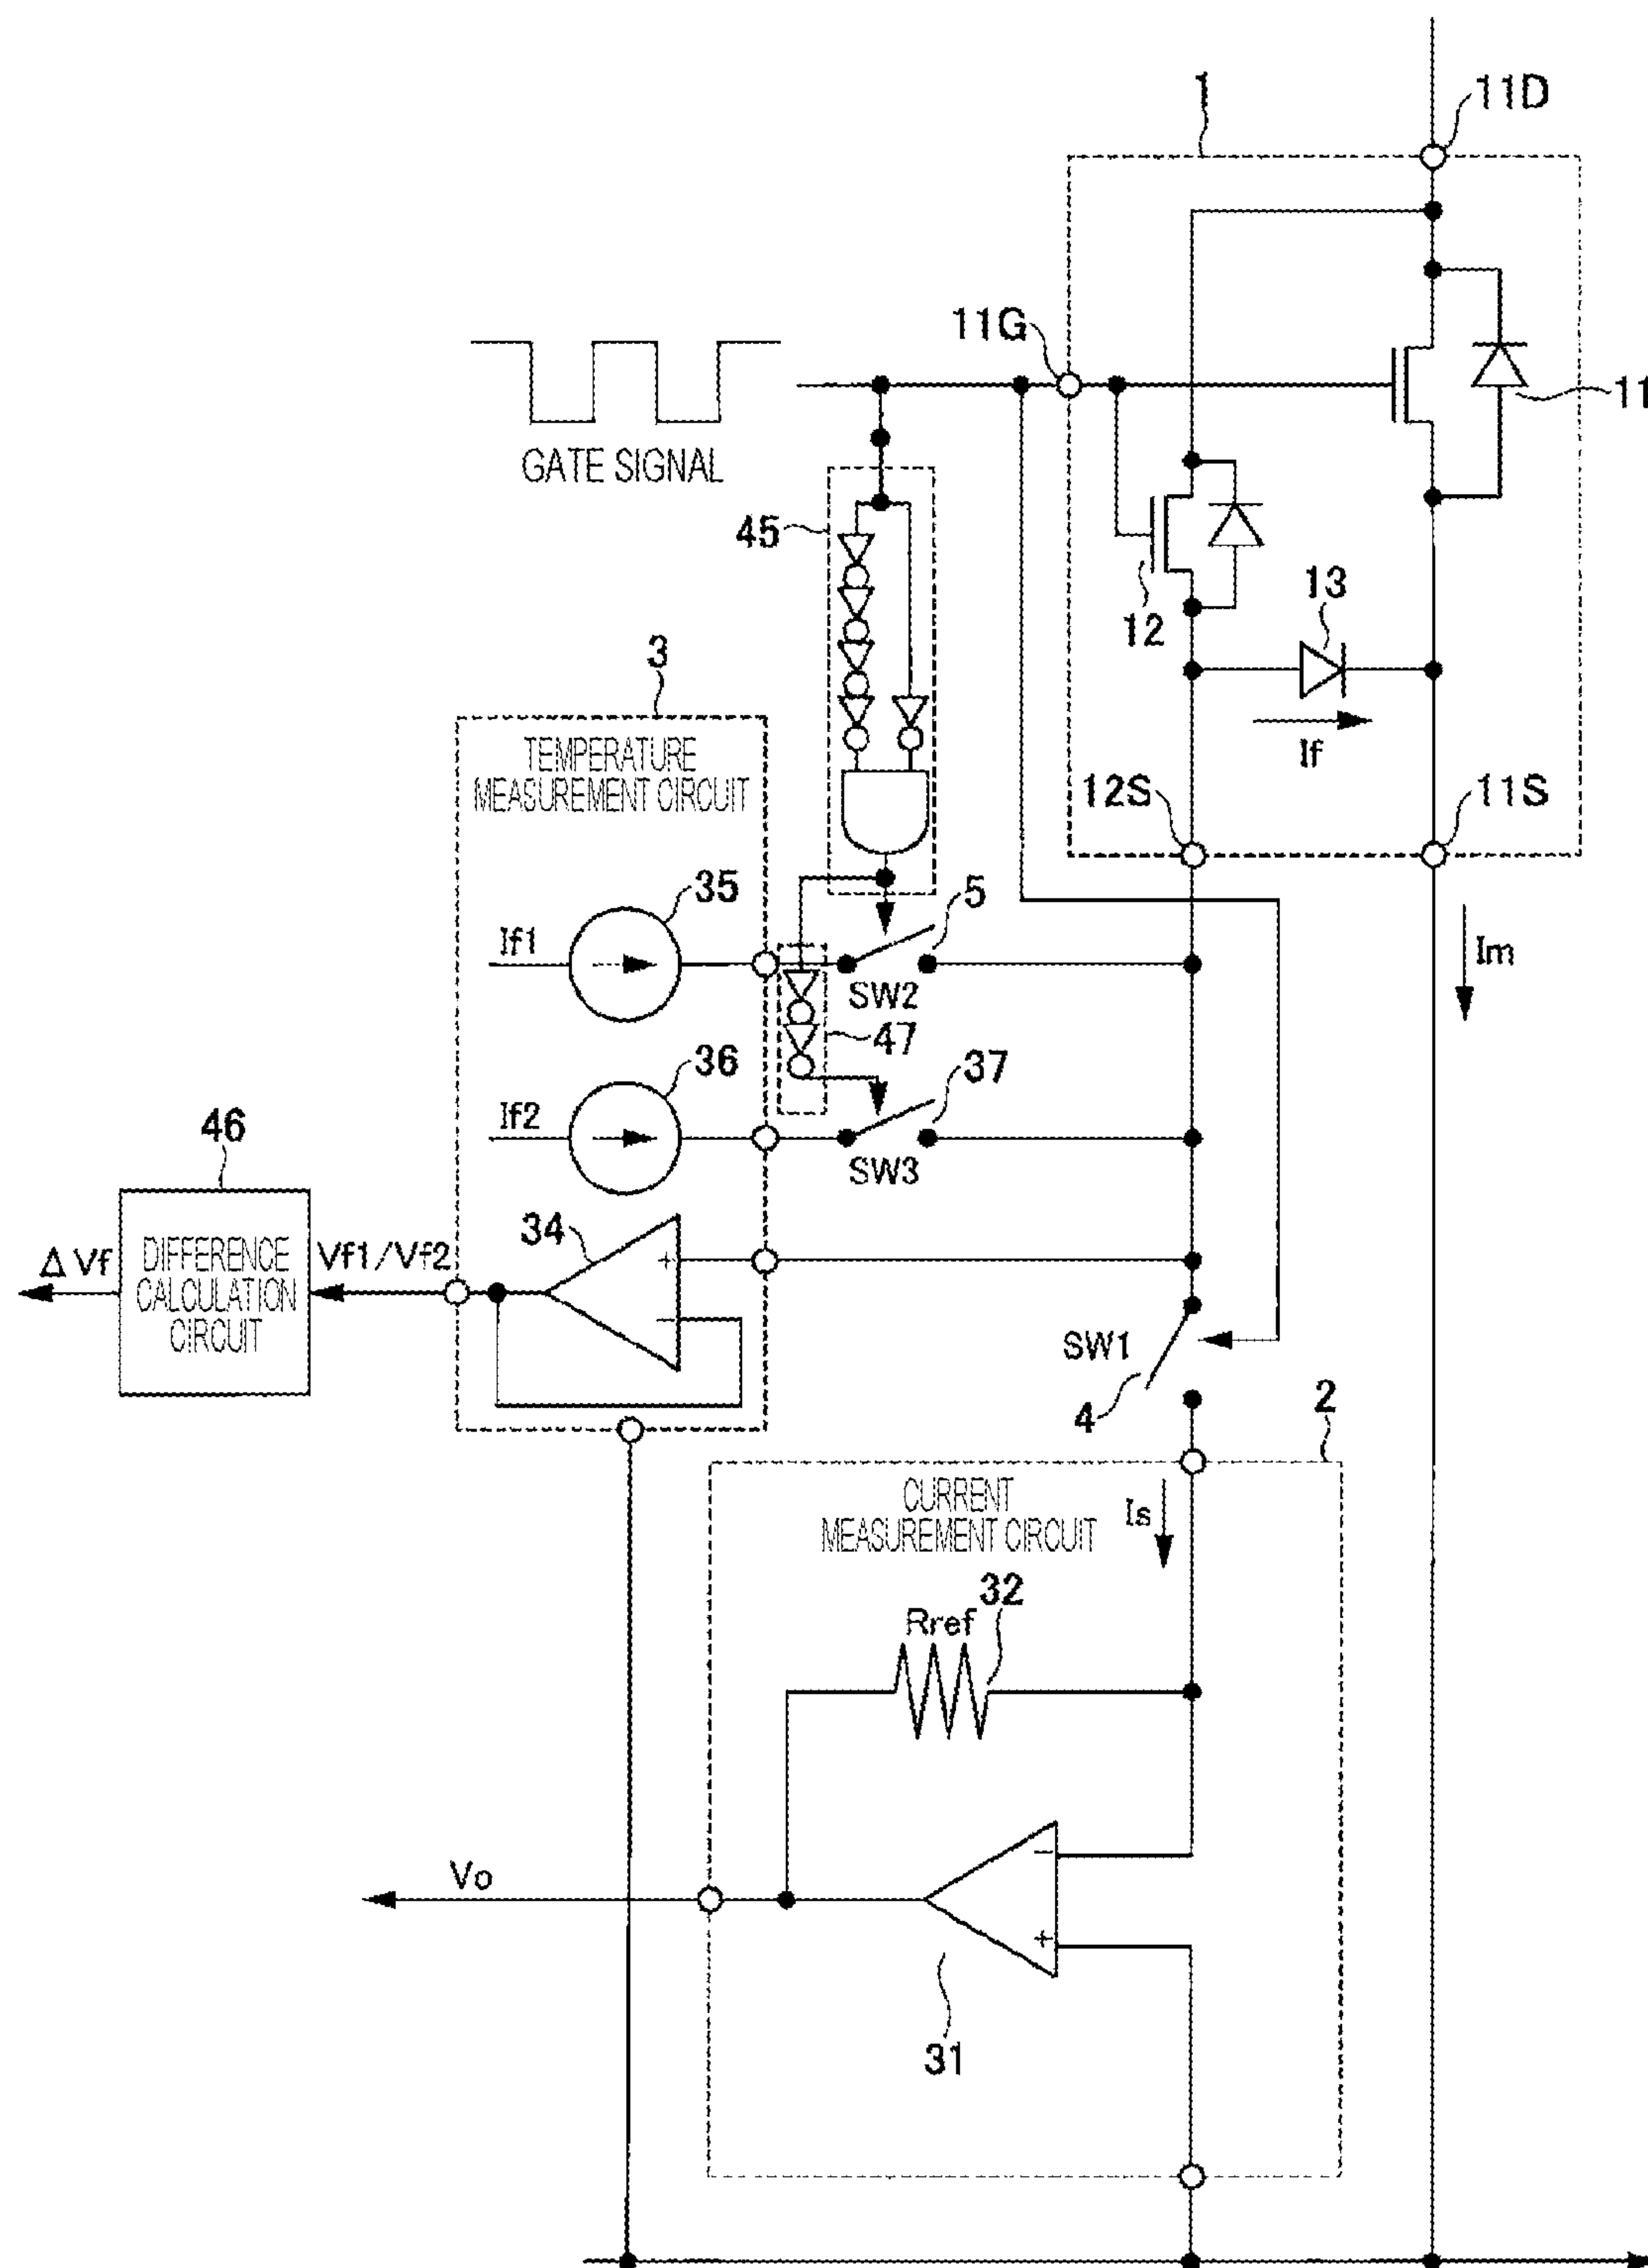 1
11D
11G
11
GATE SIGNAL
45
12
13
If
3
TEMPERATURE
MEASUREMENT CIRCUIT
12S
11S
35
5
If1
SW2
Im
47
36
37
If2
SW3
46
34
ΔVf
DIFFERENCE
CALCULATION
CIRCUIT
Vf1/Vf2
+
−
SW1
4
2
CURRENT
MEASUREMENT CIRCUIT
Is
32
Rref
−
Vo
+
31